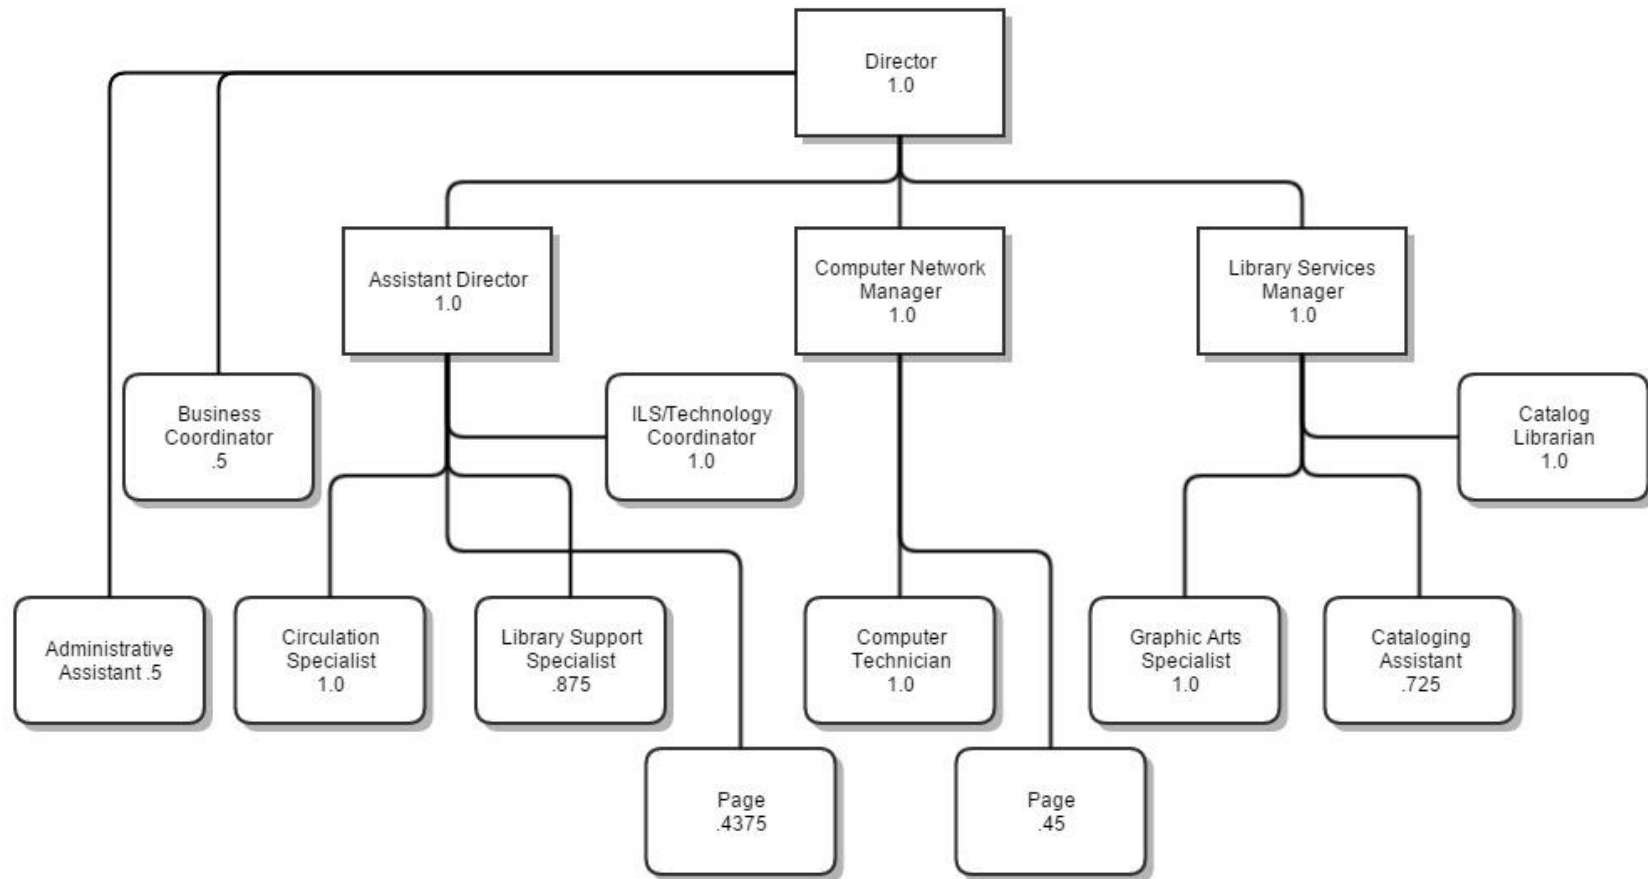 Director
1.0
Assistant Director
1.0
Computer Network
Manager
1.0
Library Services
Manager
1.0
Business
Coordinator
.5
ILS/Technology
Coordinator
1.0
Catalog
Librarian
1.0
Administrative
Assistant .5
Circulation
Specialist
1.0
Library Support
Specialist
.875
Computer
Technician
1.0
Graphic Arts
Specialist
1.0
Cataloging
Assistant
.725
Page
.4375
Page
.45